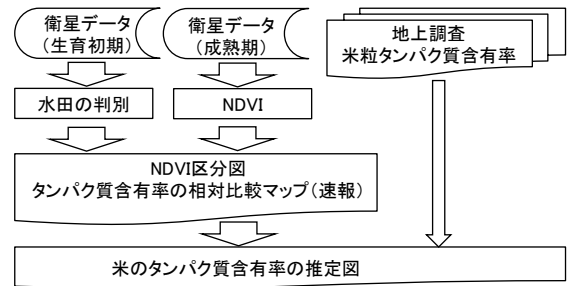 衛星データ
(生育初期)
衛星データ
(成熟期)
地上調査
米粒タンパク質含有率
水田の判別
NDVI
NDVI区分図
タンパク質含有率の相対比較マップ(速報)
米のタンパク質含有率の推定図